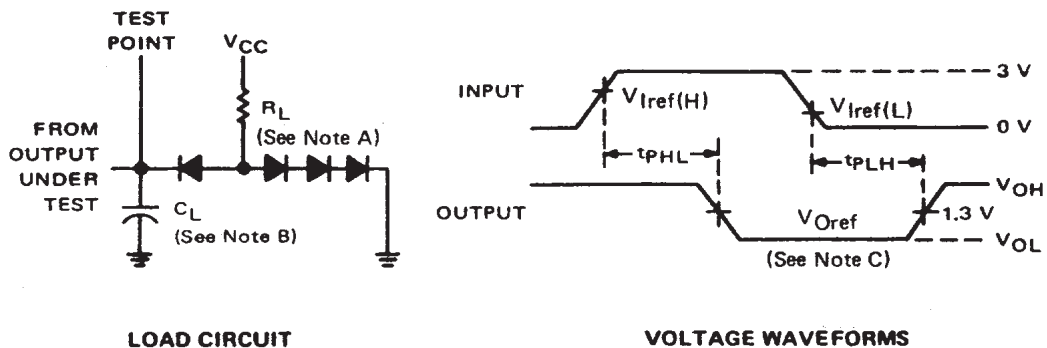 TEST
POINT
VCC
RL
(See Note A)
FROM
OUTPUT
UNDER
TEST
CL
(See Note B)
LOAD CIRCUIT
INPUT
VIref(H)
VIref(L)
3 V
0 V
tPHL
tPLH
OUTPUT
VOref
(See Note C)
VOH
1.3 V
VOL
VOLTAGE WAVEFORMS